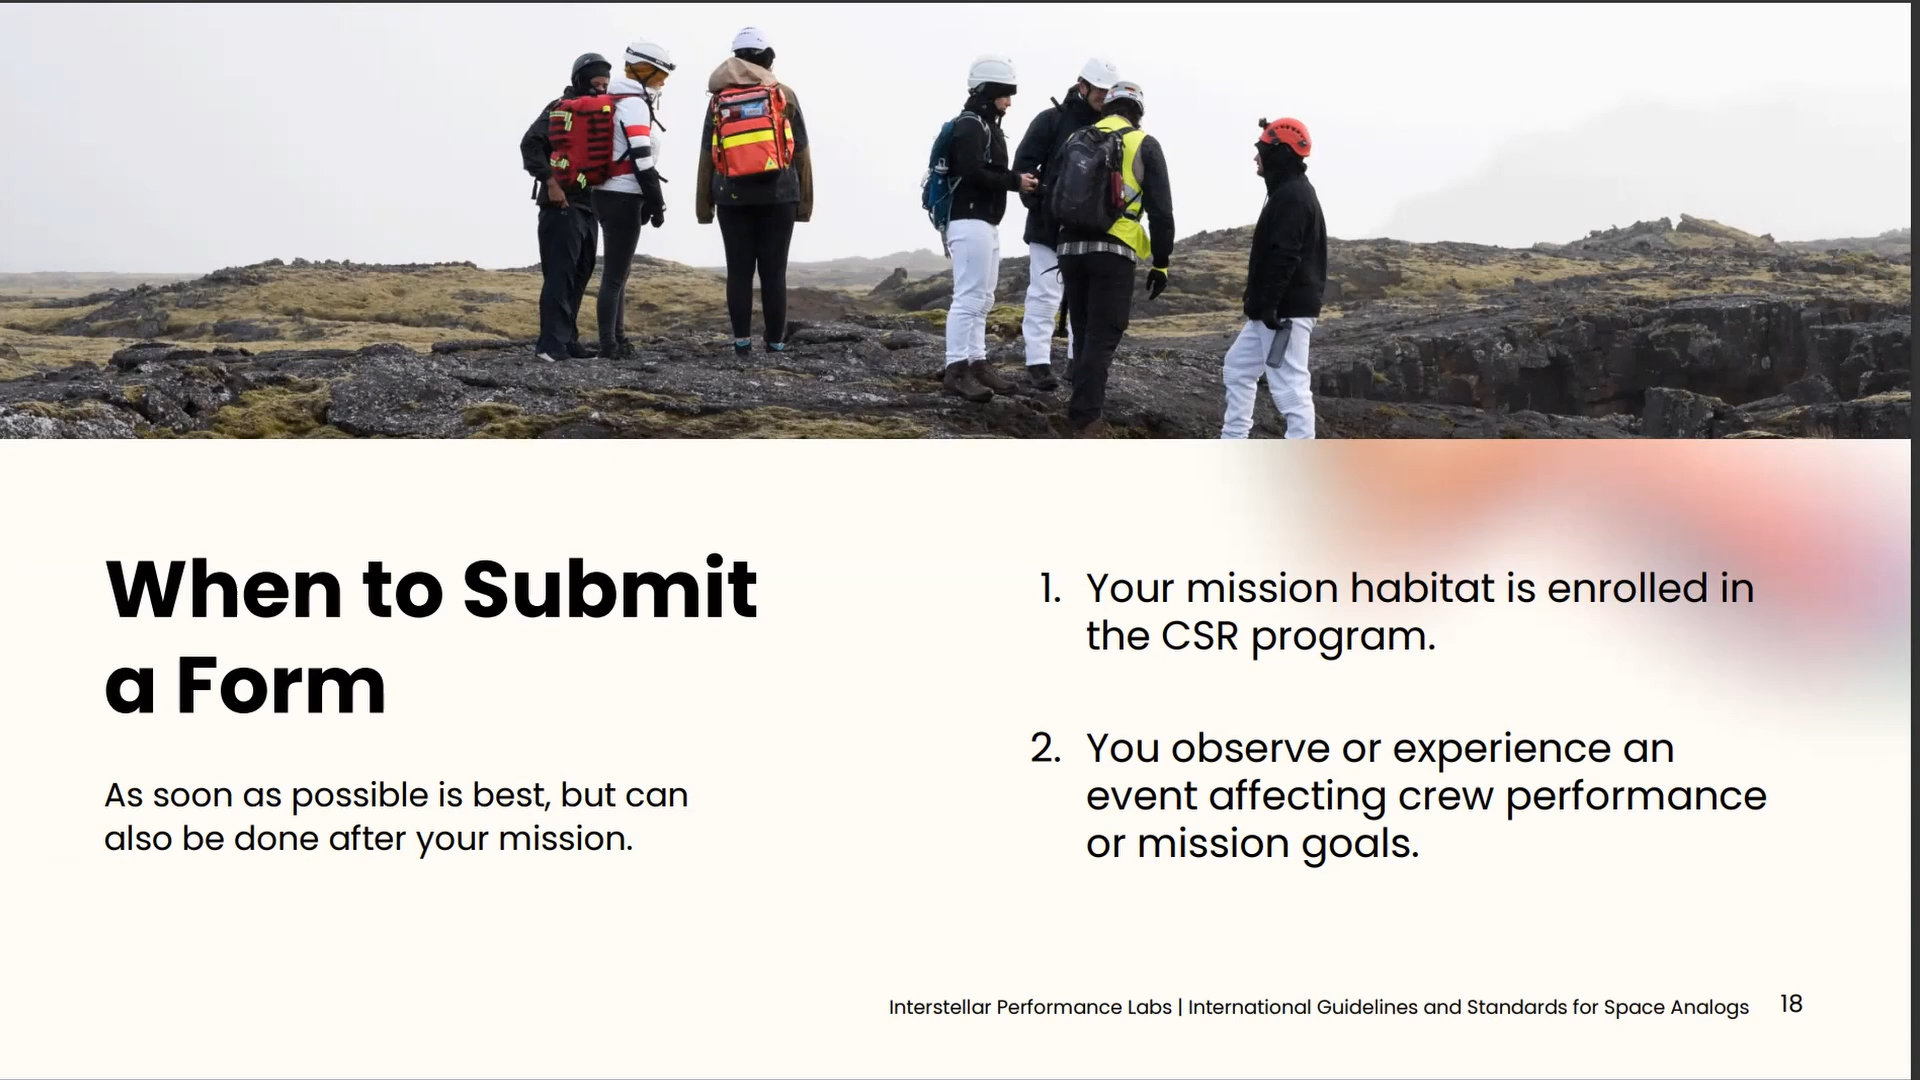 When to Submit
a Form
As soon as possible is best, but can
also be done after your mission.
1. Your mission habitat is enrolled in
the CSR program.
2. You observe or experience an
event affecting crew performance
or mission goals.
Interstellar Performance Labs | International Guidelines and Standards for Space Analogs 18